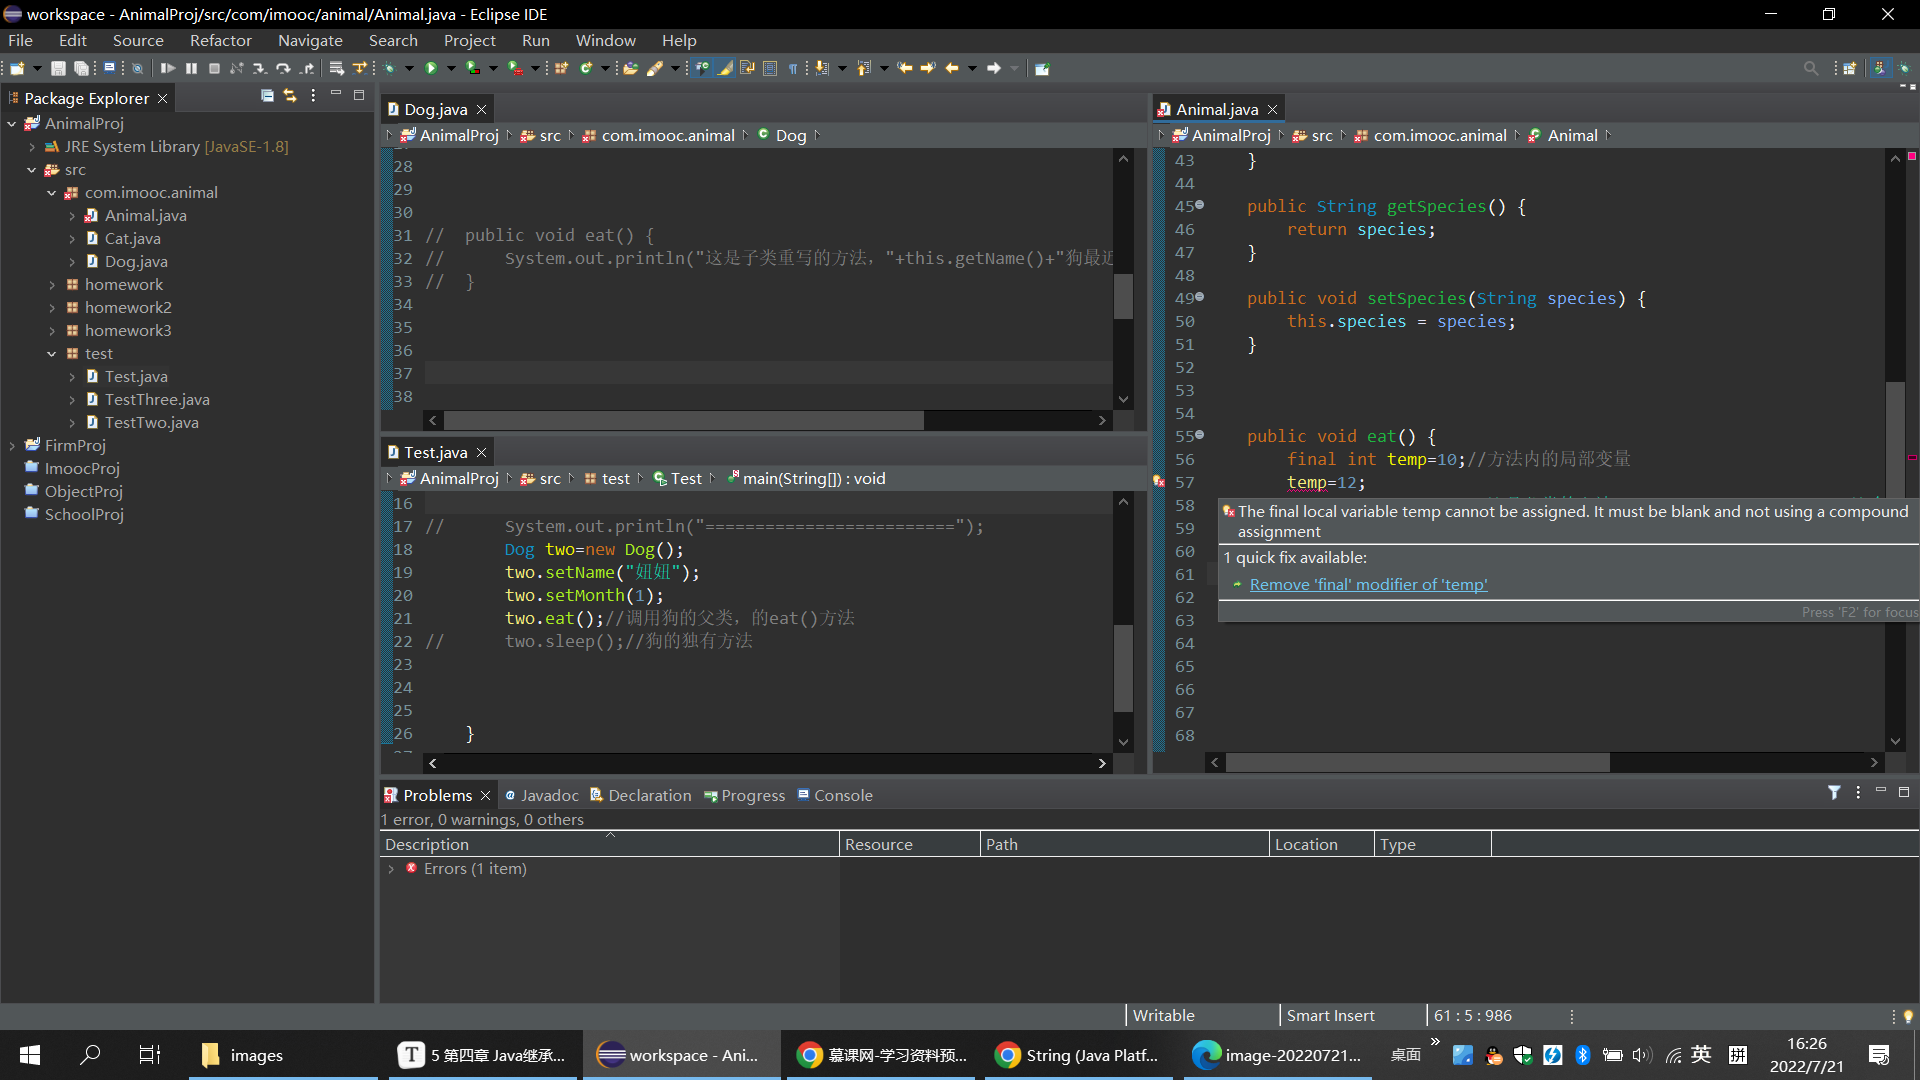 workspace - AnimalProj/src/com/imooc/animal/Animal.java - Eclipse IDE
File Edit Source Refactor Navigate Search Project Run Window Help
Package Explorer
AnimalProj
JRE System Library [JavaSE-1.8]
src
com.imooc.animal
Animal.java
Cat.java
Dog.java
homework
homework2
homework3
test
Test.java
TestThree.java
TestTwo.java
FirmProj
ImoocProj
ObjectProj
SchoolProj
Dog.java
AnimalProj src com.imooc.animal Dog
28
29
30
31 // public void eat() {
32 // System.out.println("这是子类重写的方法，"+this.getName()+"狗最近
33 // }
34
35
36
37
38
Test.java
AnimalProj src test Test main(String[]) : void
16
17 // System.out.println("=========================");
18 Dog two=new Dog();
19 two.setName("妞妞");
20 two.setMonth(1);
21 two.eat();//调用狗的父类，的eat()方法
22 // two.sleep();//狗的独有方法
23
24
25
26 }
Animal.java
AnimalProj src com.imooc.animal Animal
43 }
44
45 public String getSpecies() {
46 return species;
47 }
48
49 public void setSpecies(String species) {
50 this.species = species;
51 }
52
53
54
55 public void eat() {
56 final int temp=10;//方法内的局部变量
57 temp=12;
58
59
60
61
62
63
64
65
66
67
68
The final local variable temp cannot be assigned. It must be blank and not using a compound
assignment
1 quick fix available:
Remove 'final' modifier of 'temp'
Press 'F2' for focus
Problems Javadoc Declaration Progress Console
1 error, 0 warnings, 0 others
Description Resource Path Location Type
Errors (1 item)
Writable Smart Insert 61 : 5 : 986
images
5 第四章 Java继承...
workspace - Ani...
慕课网-学习资料预...
String (Java Platf...
image-20220721...
桌面
英
拼
16:26
2022/7/21